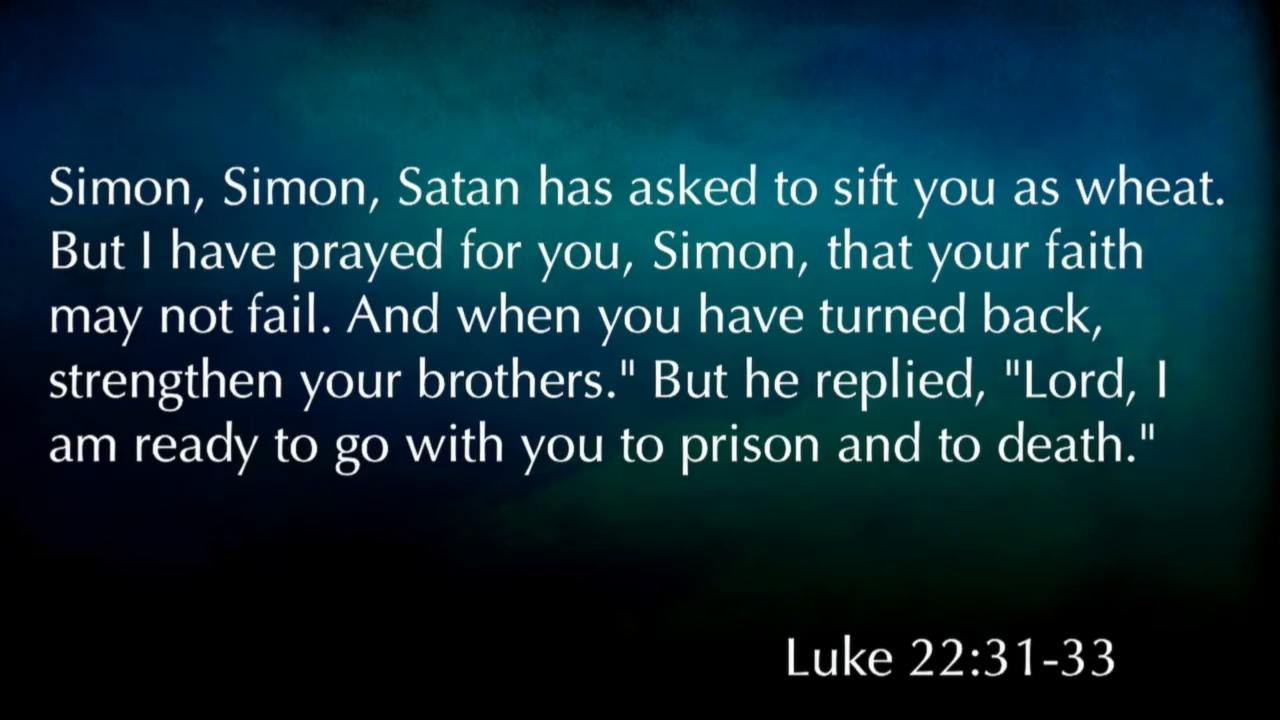 Simon, Simon, Satan has asked to sift you as wheat.
But I have prayed for you, Simon, that your faith
may not fail. And when you have turned back,
strengthen your brothers." But he replied, "Lord, I
am ready to go with you to prison and to death."
Luke 22:31-33